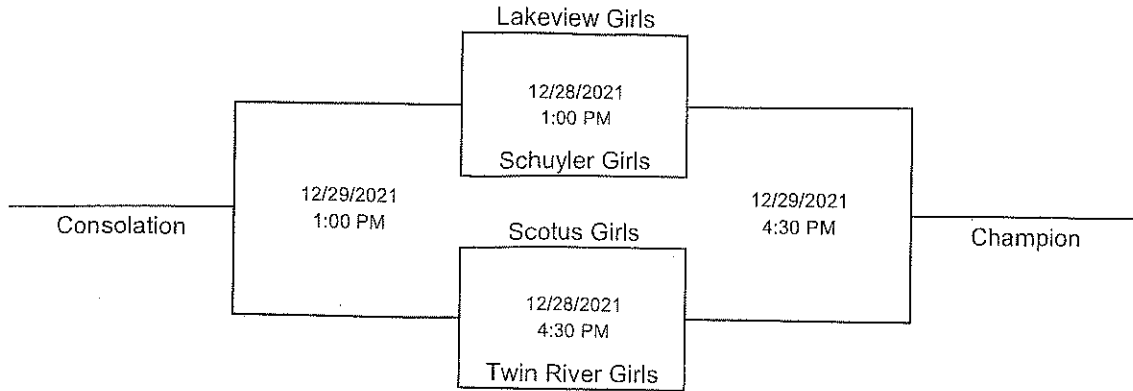 Lakeview Girls
12/28/2021
1:00 PM
Schuyler Girls
12/29/2021
1:00 PM
Consolation
12/29/2021
4:30 PM
Champion
Scotus Girls
12/28/2021
4:30 PM
Twin River Girls